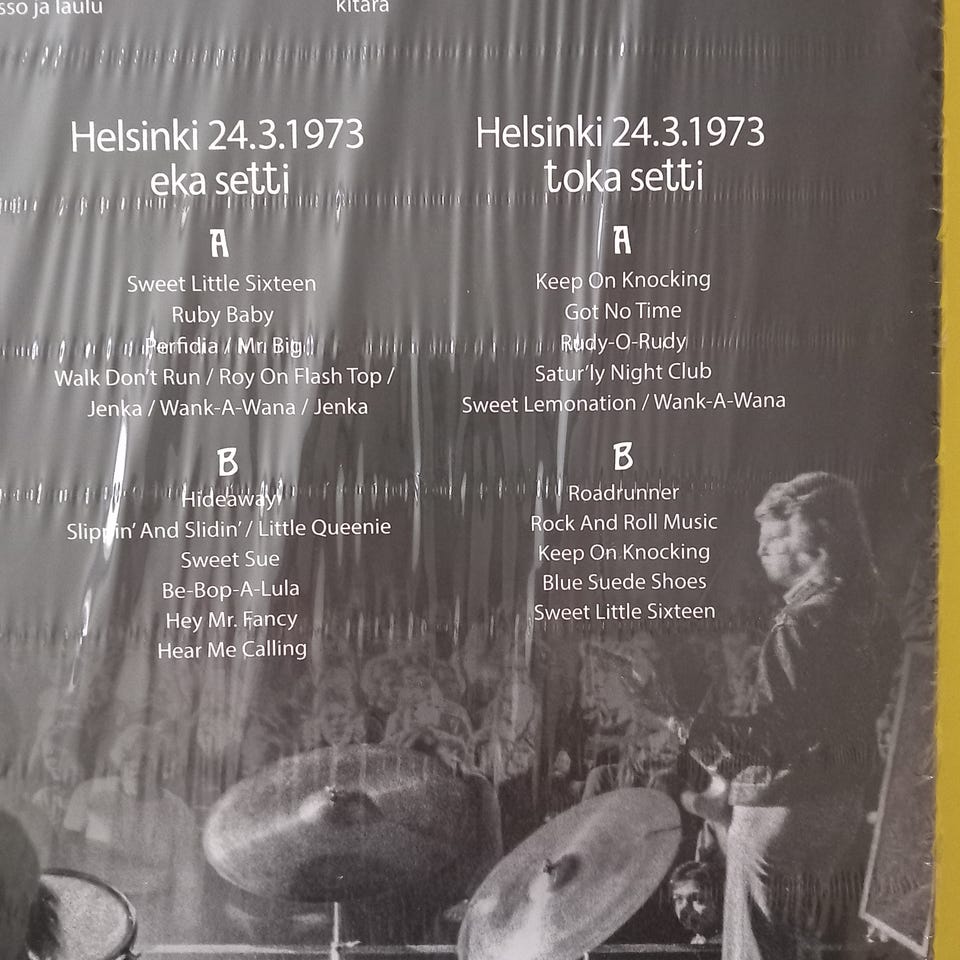 sso ja laulu
kitara
Helsinki 24.3.1973
eka setti
A
Sweet Little Sixteen
Ruby Baby
Perfidia / Mr. Big
Walk Don't Run / Roy On Flash Top /
Jenka / Wank-A-Wana / Jenka
B
Hideaway
Slippin' And Slidin' / Little Queenie
Sweet Sue
Be-Bop-A-Lula
Hey Mr. Fancy
Hear Me Calling
Helsinki 24.3.1973
toka setti
A
Keep On Knocking
Got No Time
Rudy-O-Rudy
Satur'ly Night Club
Sweet Lemonation / Wank-A-Wana
B
Roadrunner
Rock And Roll Music
Keep On Knocking
Blue Suede Shoes
Sweet Little Sixteen